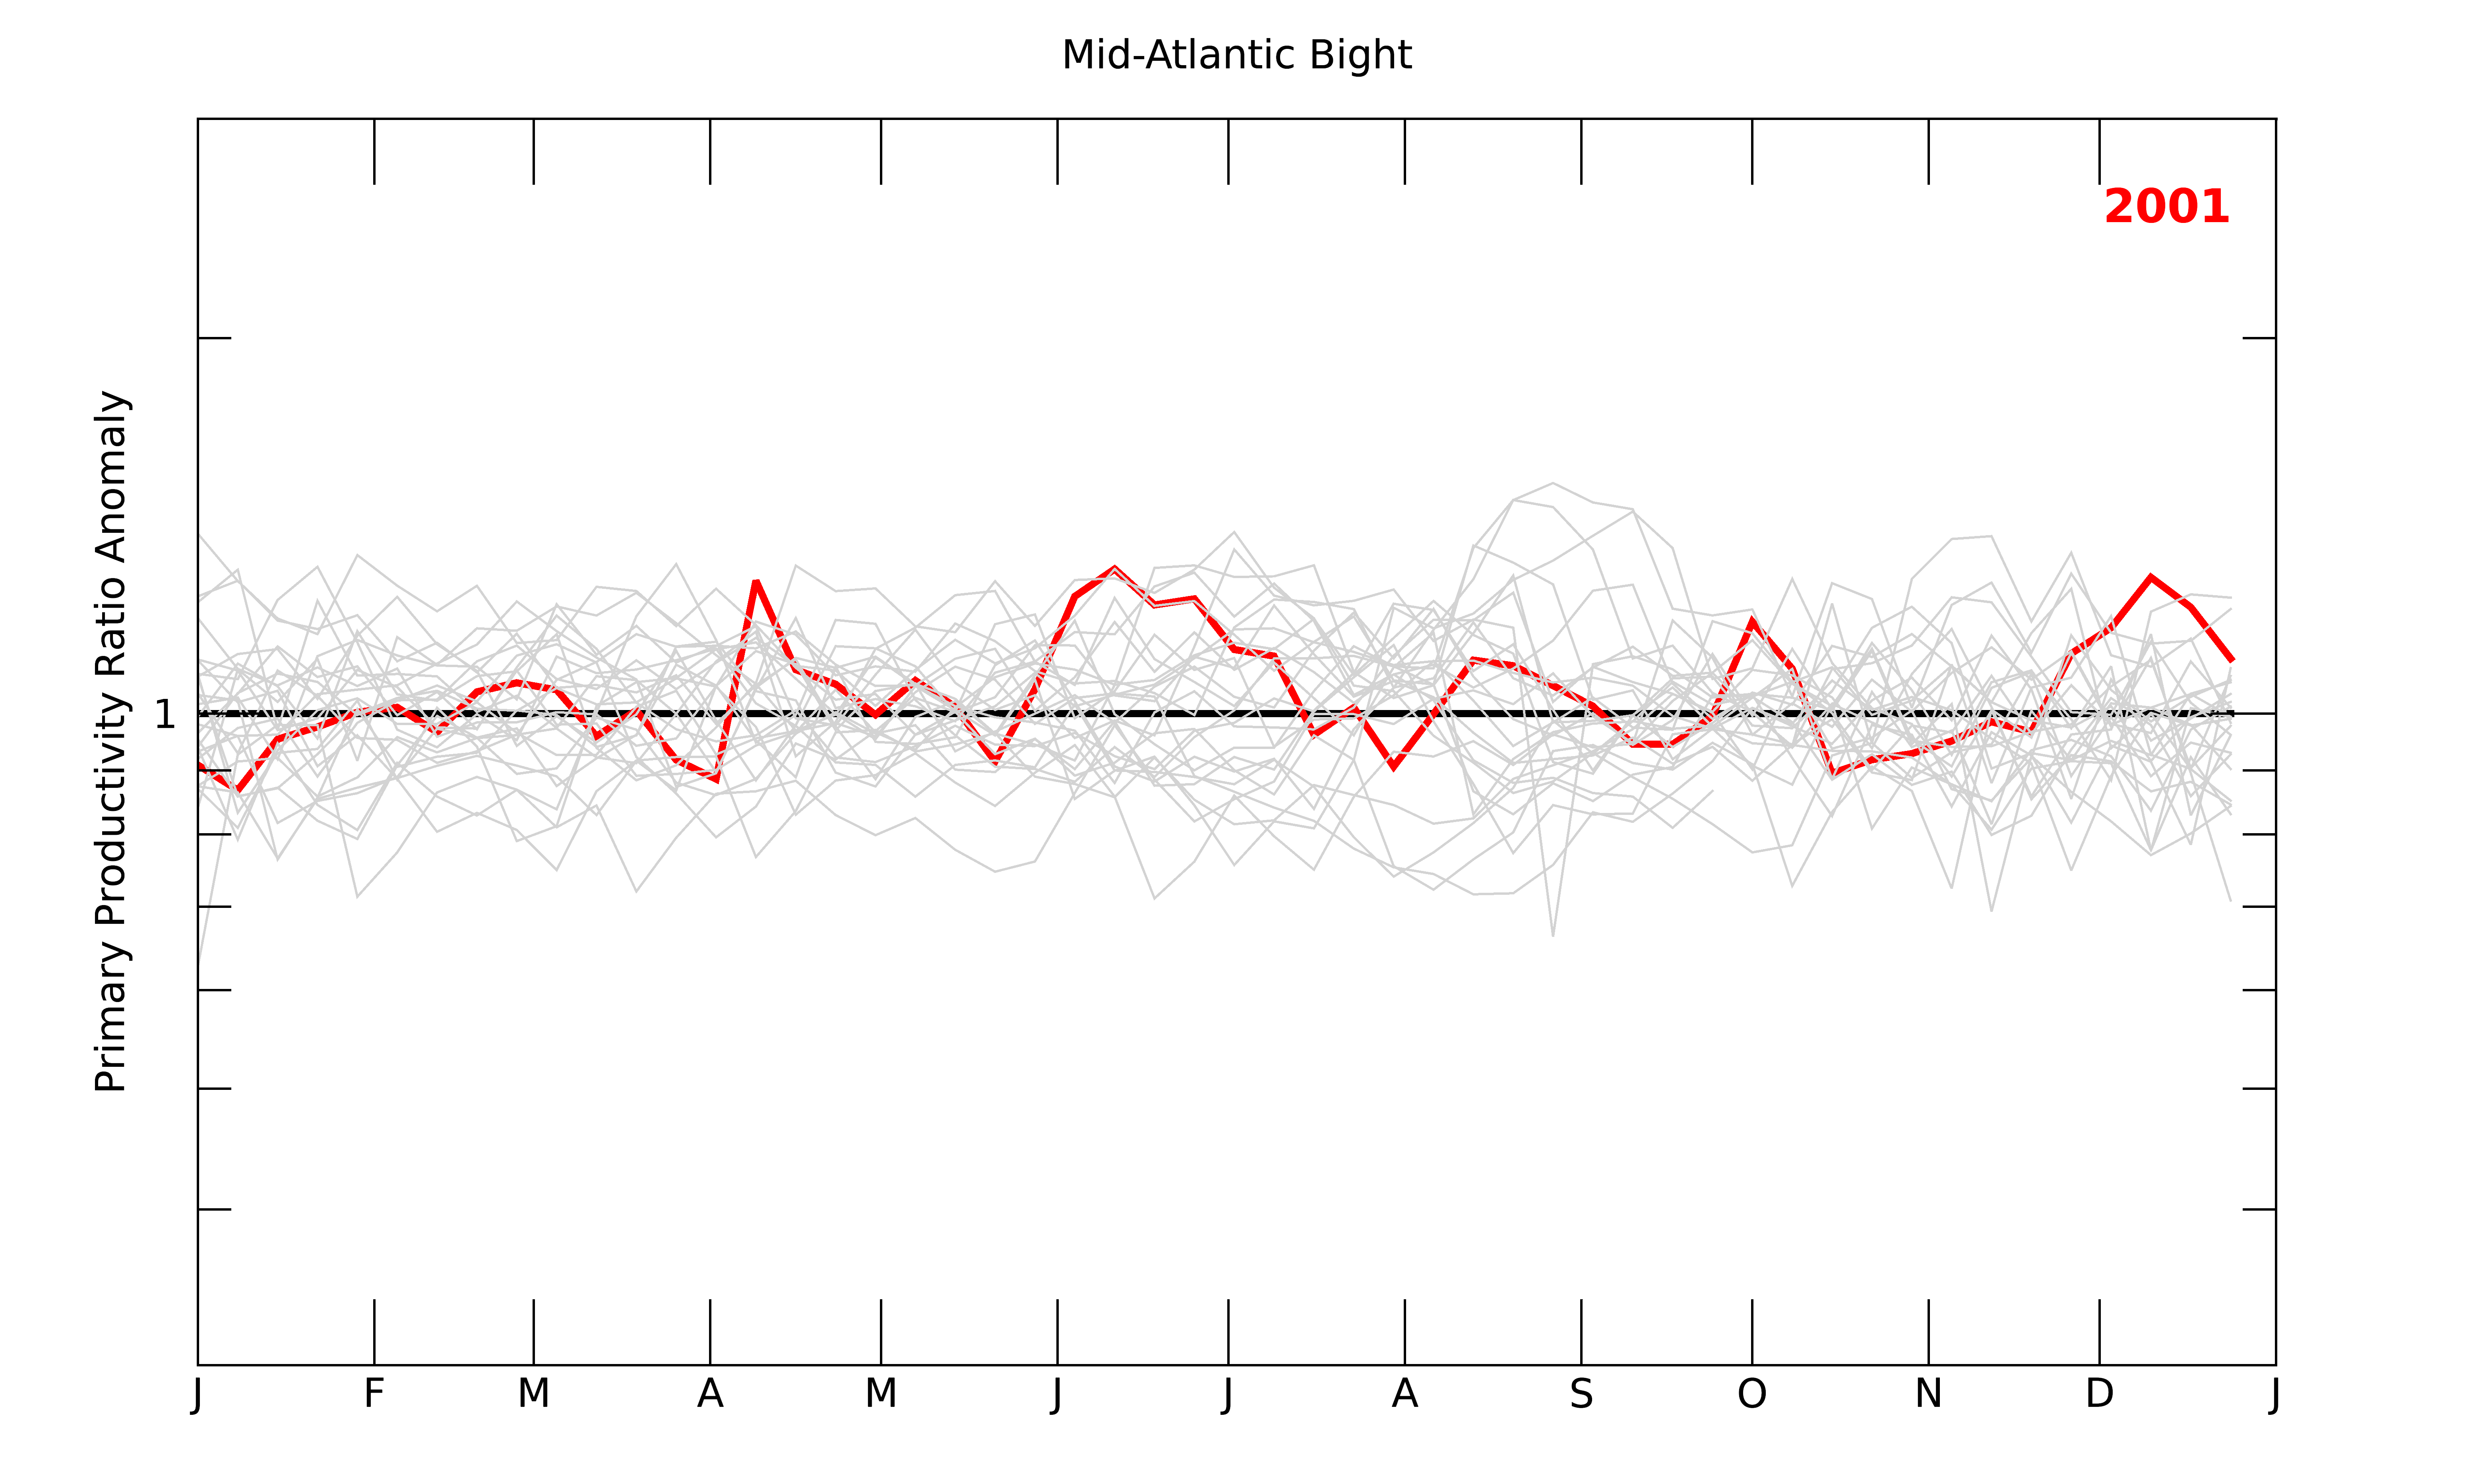 Mid-Atlantic Bight
2001
Primary Productivity Ratio Anomaly
1
J F M A M J J A S O N D J